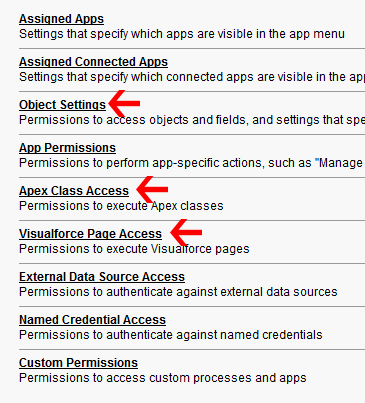 Assigned Apps
Settings that specify which apps are visible in the app menu
Assigned Connected Apps
Settings that specify which connected apps are visible in the app
Object Settings
Permissions to access objects and fields, and settings that spe
App Permissions
Permissions to perform app-specific actions, such as "Manage
Apex Class Access
Permissions to execute Apex classes
Visualforce Page Access
Permissions to execute Visualforce pages
External Data Source Access
Permissions to authenticate against external data sources
Named Credential Access
Permissions to authenticate against named credentials
Custom Permissions
Permissions to access custom processes and apps